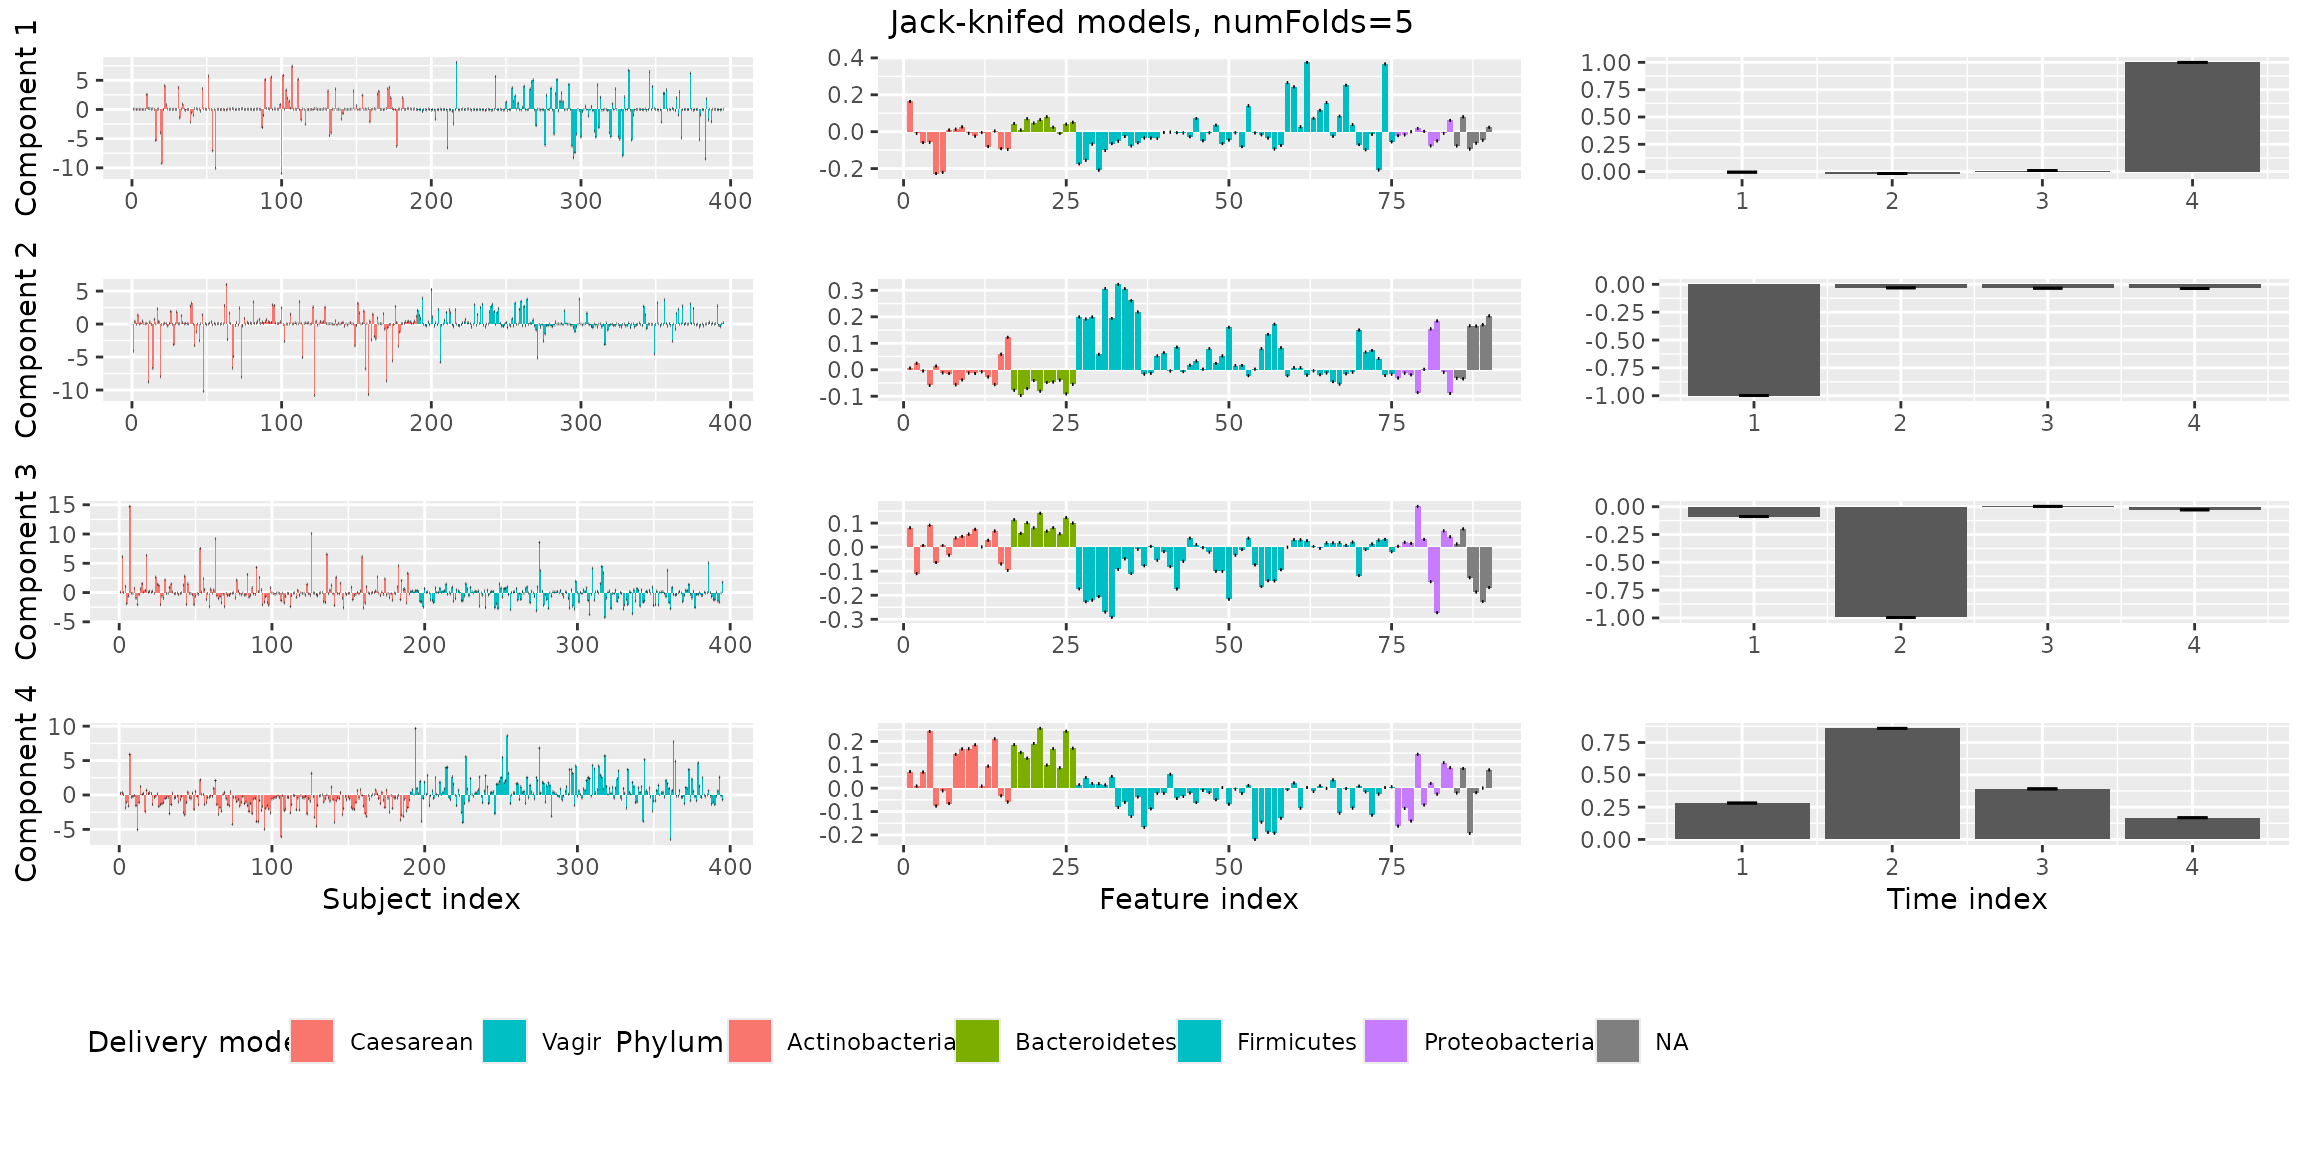 Jack-knifed models, numFolds=5
Component 1
5
0
-5
-10
0 100 200 300 400
0.4
0.2
0.0
-0.2
0 25 50 75
1.00
0.75
0.50
0.25
0.00
1 2 3 4
Component 2
5
0
-5
-10
0 100 200 300 400
0.3
0.2
0.1
0.0
-0.1
0 25 50 75
0.00
-0.25
-0.50
-0.75
-1.00
1 2 3 4
Component 3
15
10
5
0
-5
0 100 200 300 400
0.1
0.0
-0.1
-0.2
-0.3
0 25 50 75
0.00
-0.25
-0.50
-0.75
-1.00
1 2 3 4
Component 4
10
5
0
-5
0 100 200 300 400
Subject index
0.2
0.1
0.0
-0.1
-0.2
0 25 50 75
Feature index
0.75
0.50
0.25
0.00
1 2 3 4
Time index
Delivery mode Caesarean Vagir Phylum Actinobacteria Bacteroidetes Firmicutes Proteobacteria NA